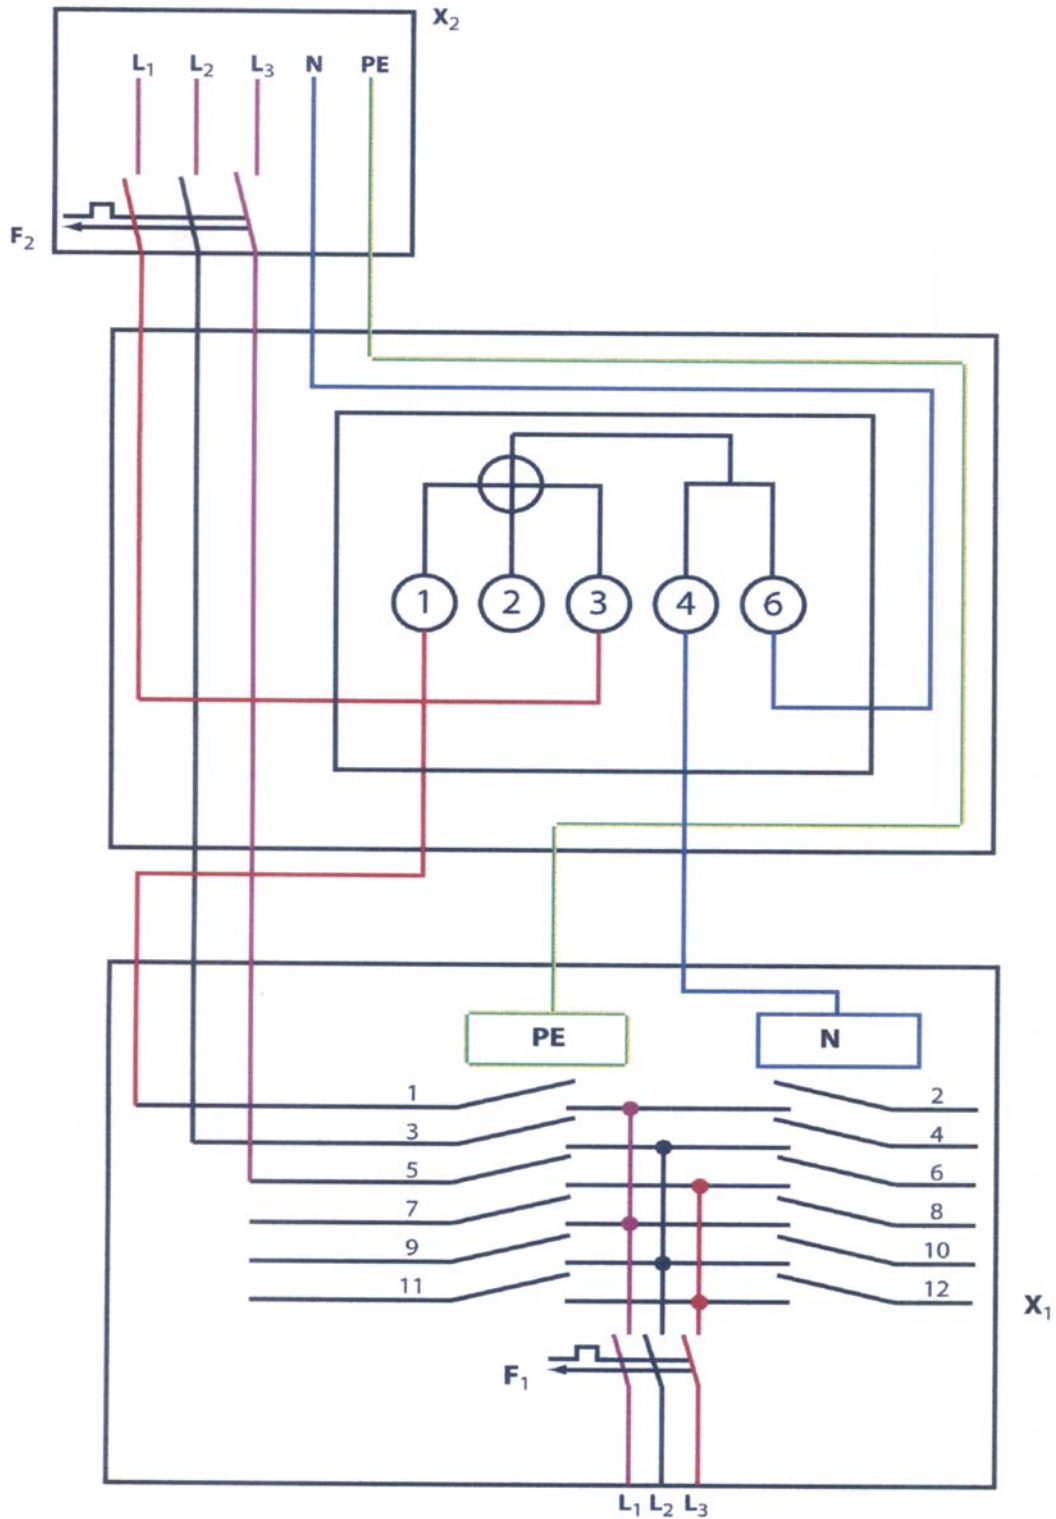 X₂
L₁ L₂ L₃ N PE
F₂
1 2 3 4 6
PE N
1 2
3 4
5 6
7 8
9 10
11 12
X₁
F₁
L₁ L₂ L₃